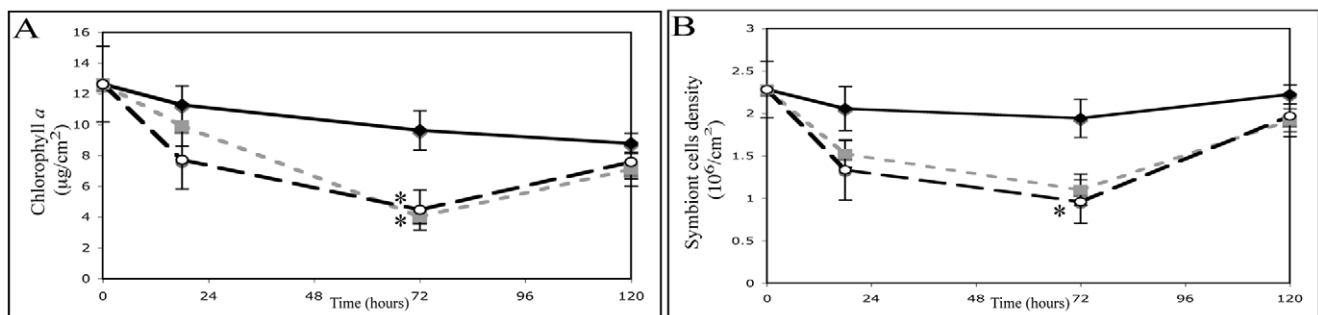 A
Chlorophyll a
(µg/cm²)
16
14
12
10
8
6
4
2
0
*
*
0 24 48 72 96 120
Time (hours)
B
Symbiont cells density
(10⁶/cm⁻²)
3
2.5
2
1.5
1
0.5
0
*
0 24 48 72 96 120
Time (hours)